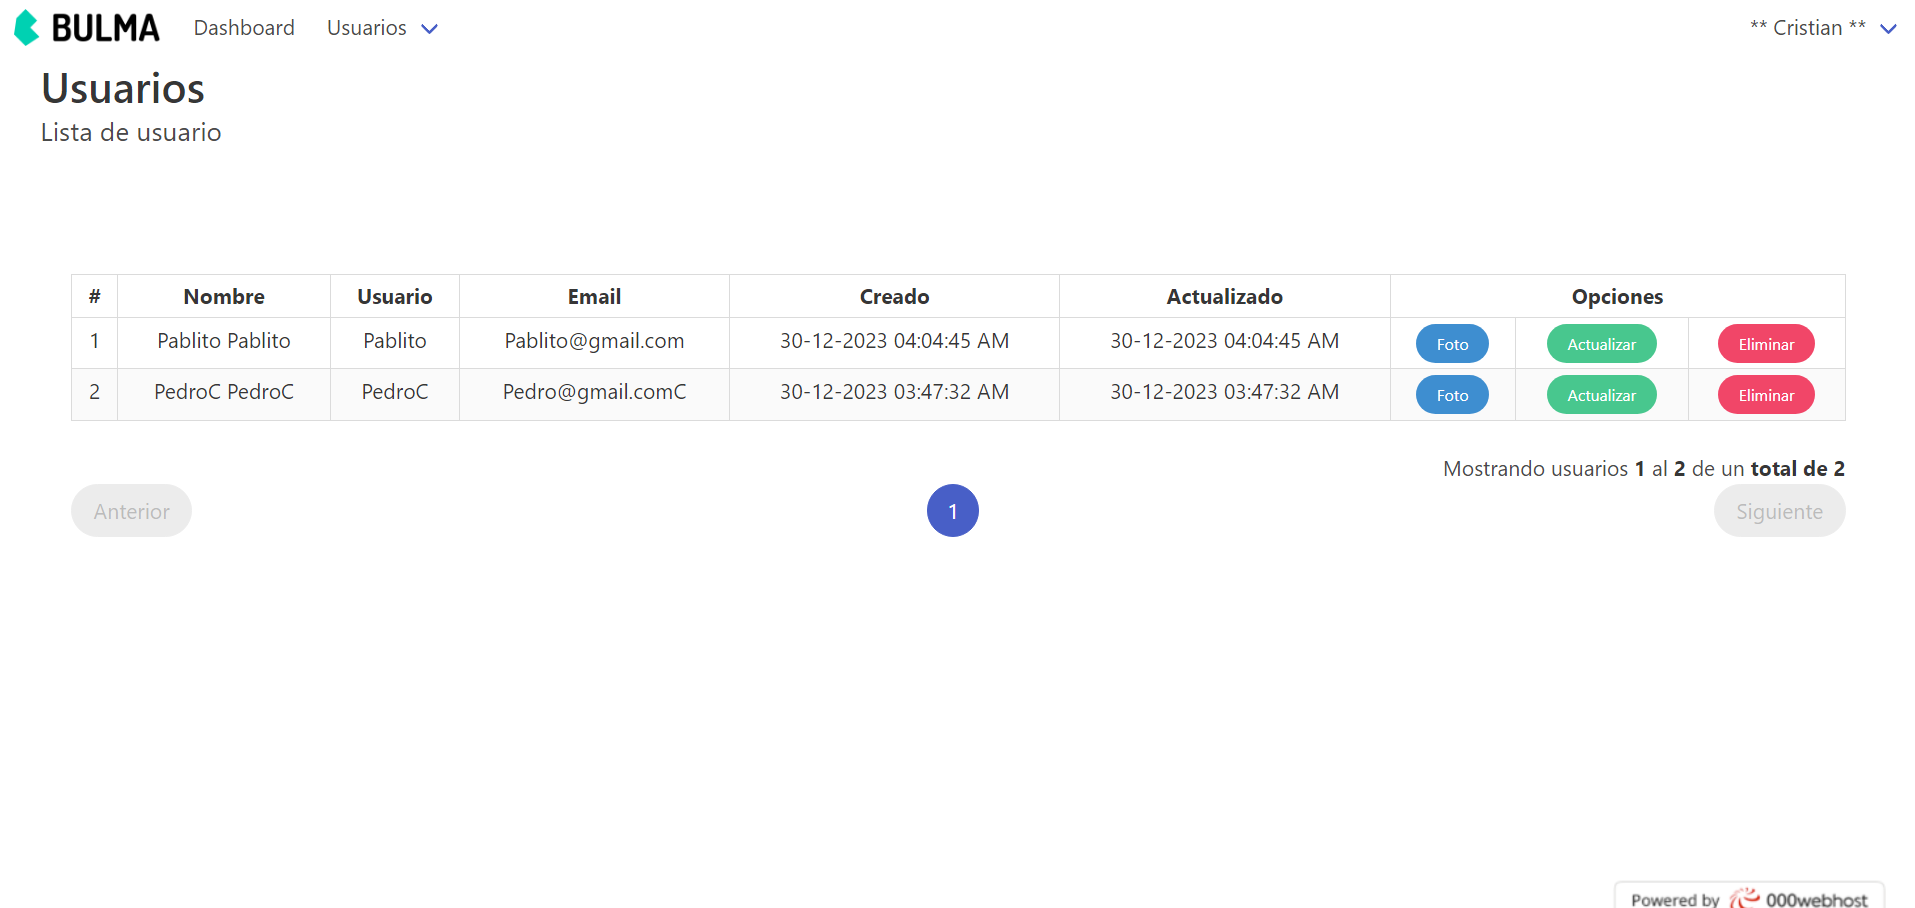 BULMA Dashboard Usuarios ** Cristian **
Usuarios
Lista de usuario
# Nombre Usuario Email Creado Actualizado Opciones
1 Pablito Pablito Pablito Pablito@gmail.com 30-12-2023 04:04:45 AM 30-12-2023 04:04:45 AM Foto Actualizar Eliminar
2 PedroC PedroC PedroC Pedro@gmail.comC 30-12-2023 03:47:32 AM 30-12-2023 03:47:32 AM Foto Actualizar Eliminar
Mostrando usuarios 1 al 2 de un total de 2
Anterior 1 Siguiente
Powered by 000webhost